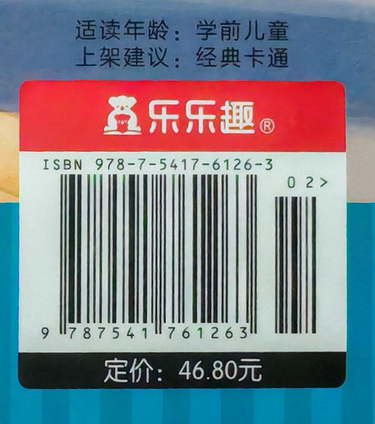 适读年龄：学前儿童
上架建议：经典卡通
乐乐趣®
ISBN 978-7-5417-6126-3
02>
9 787541 761263
定价：46.80元